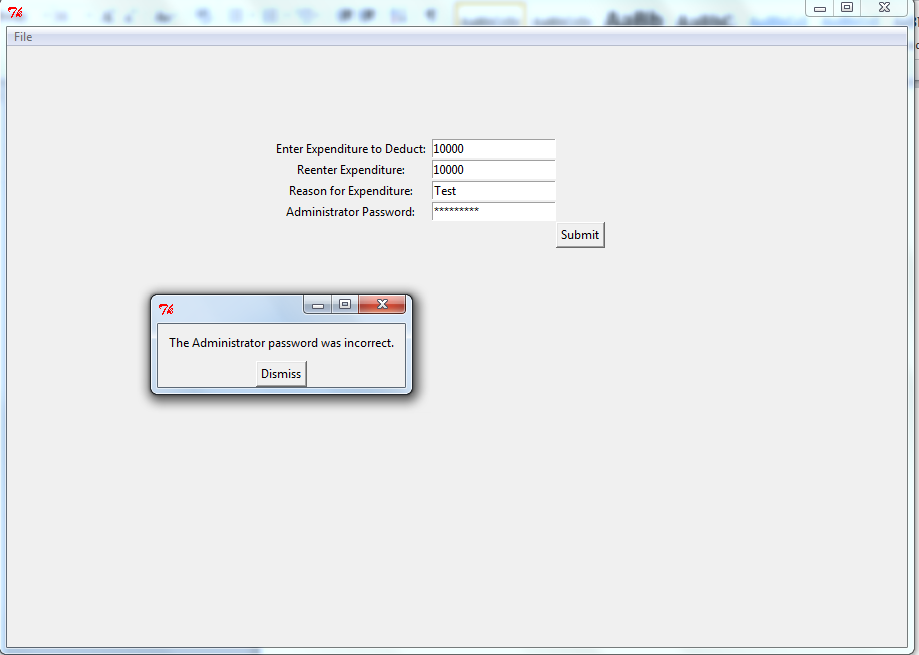 File
Enter Expenditure to Deduct: 10000
Reenter Expenditure: 10000
Reason for Expenditure: Test
Administrator Password: *********
Submit
The Administrator password was incorrect.
Dismiss